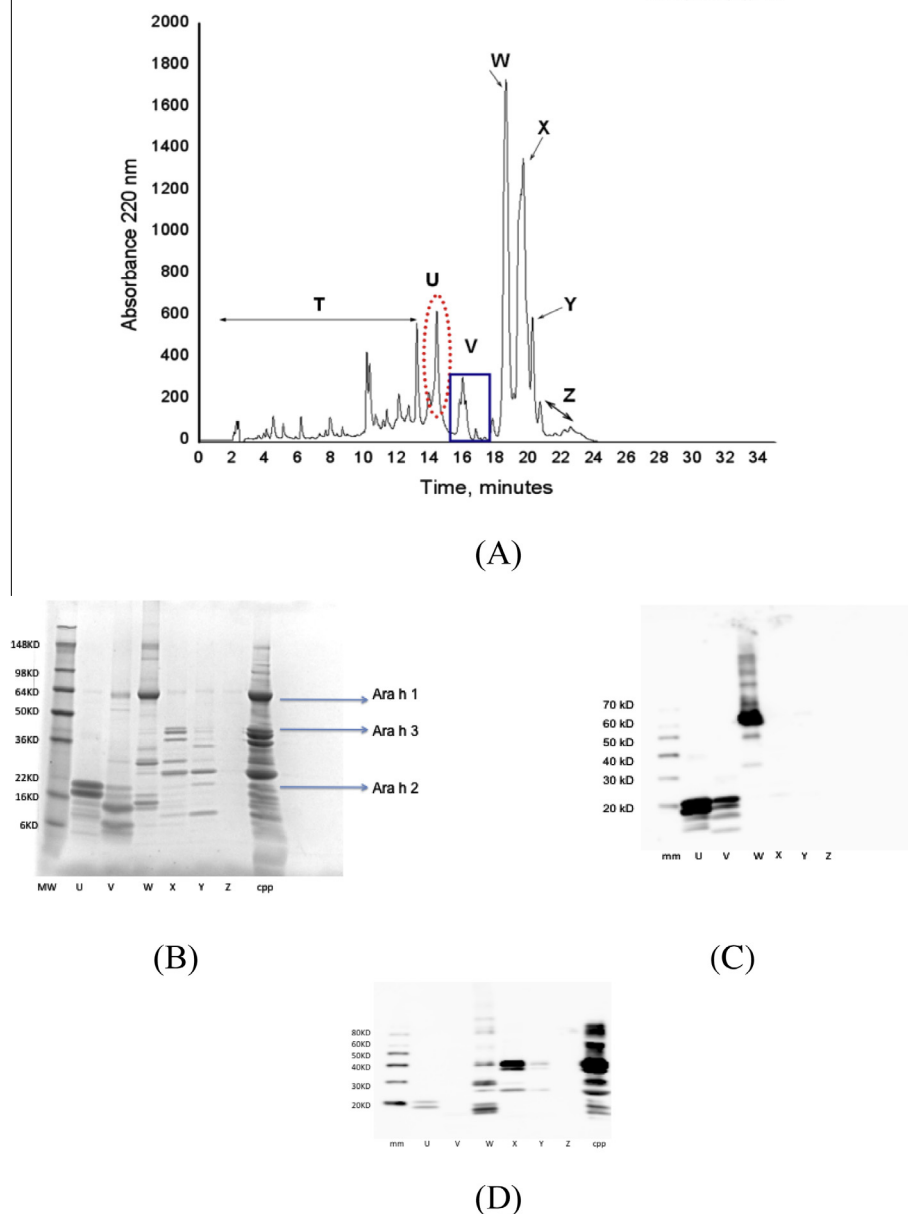 2000
1800
1600
1400
1200
1000
800
600
400
200
0
Absorbance 220 nm
T
U
V
W
X
Y
Z
0 2 4 6 8 10 12 14 16 18 20 22 24 26 28 30 32 34
Time, minutes
(A)
148KD
98KD
64KD
50KD
36KD
22KD
16KD
6KD
Ara h 1
Ara h 3
Ara h 2
MW U V W X Y Z cpp
(B)
70 kD
60 kD
50 kD
40 kD
30 kD
20 kD
mm U V W X Y Z
(C)
80KD
60KD
50KD
40KD
30KD
20KD
mm U V W X Y Z cpp
(D)